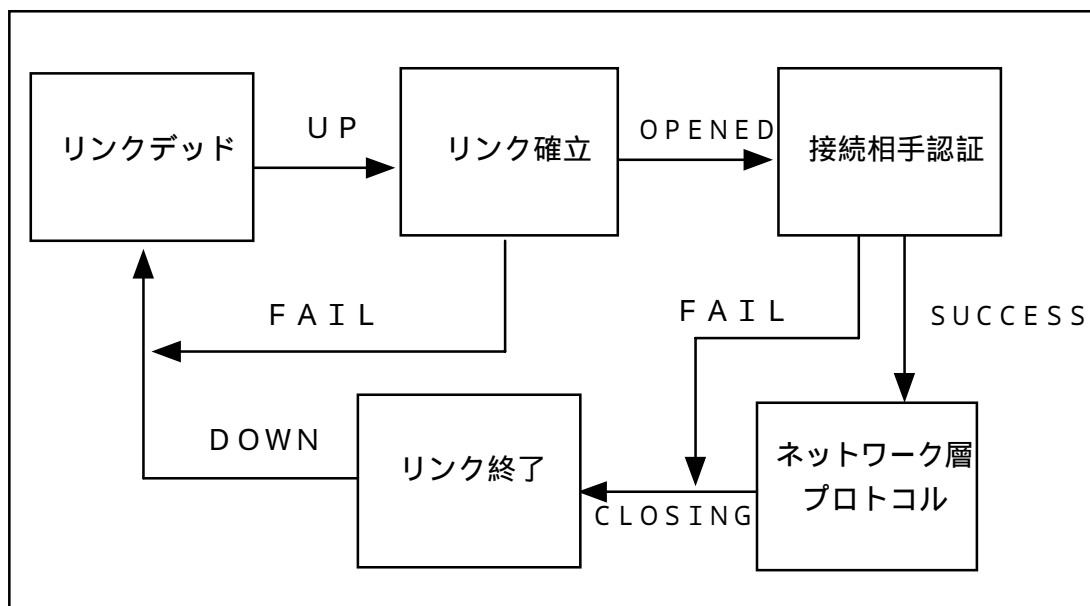 リンクデッド
ＵＰ
リンク確立
ＯＰＥＮＥＤ
接続相手認証
ＦＡＩＬ
ＦＡＩＬ
ＳＵＣＣＥＳＳ
ＤＯＷＮ
リンク終了
ＣＬＯＳＩＮＧ
ネットワーク層
プロトコル